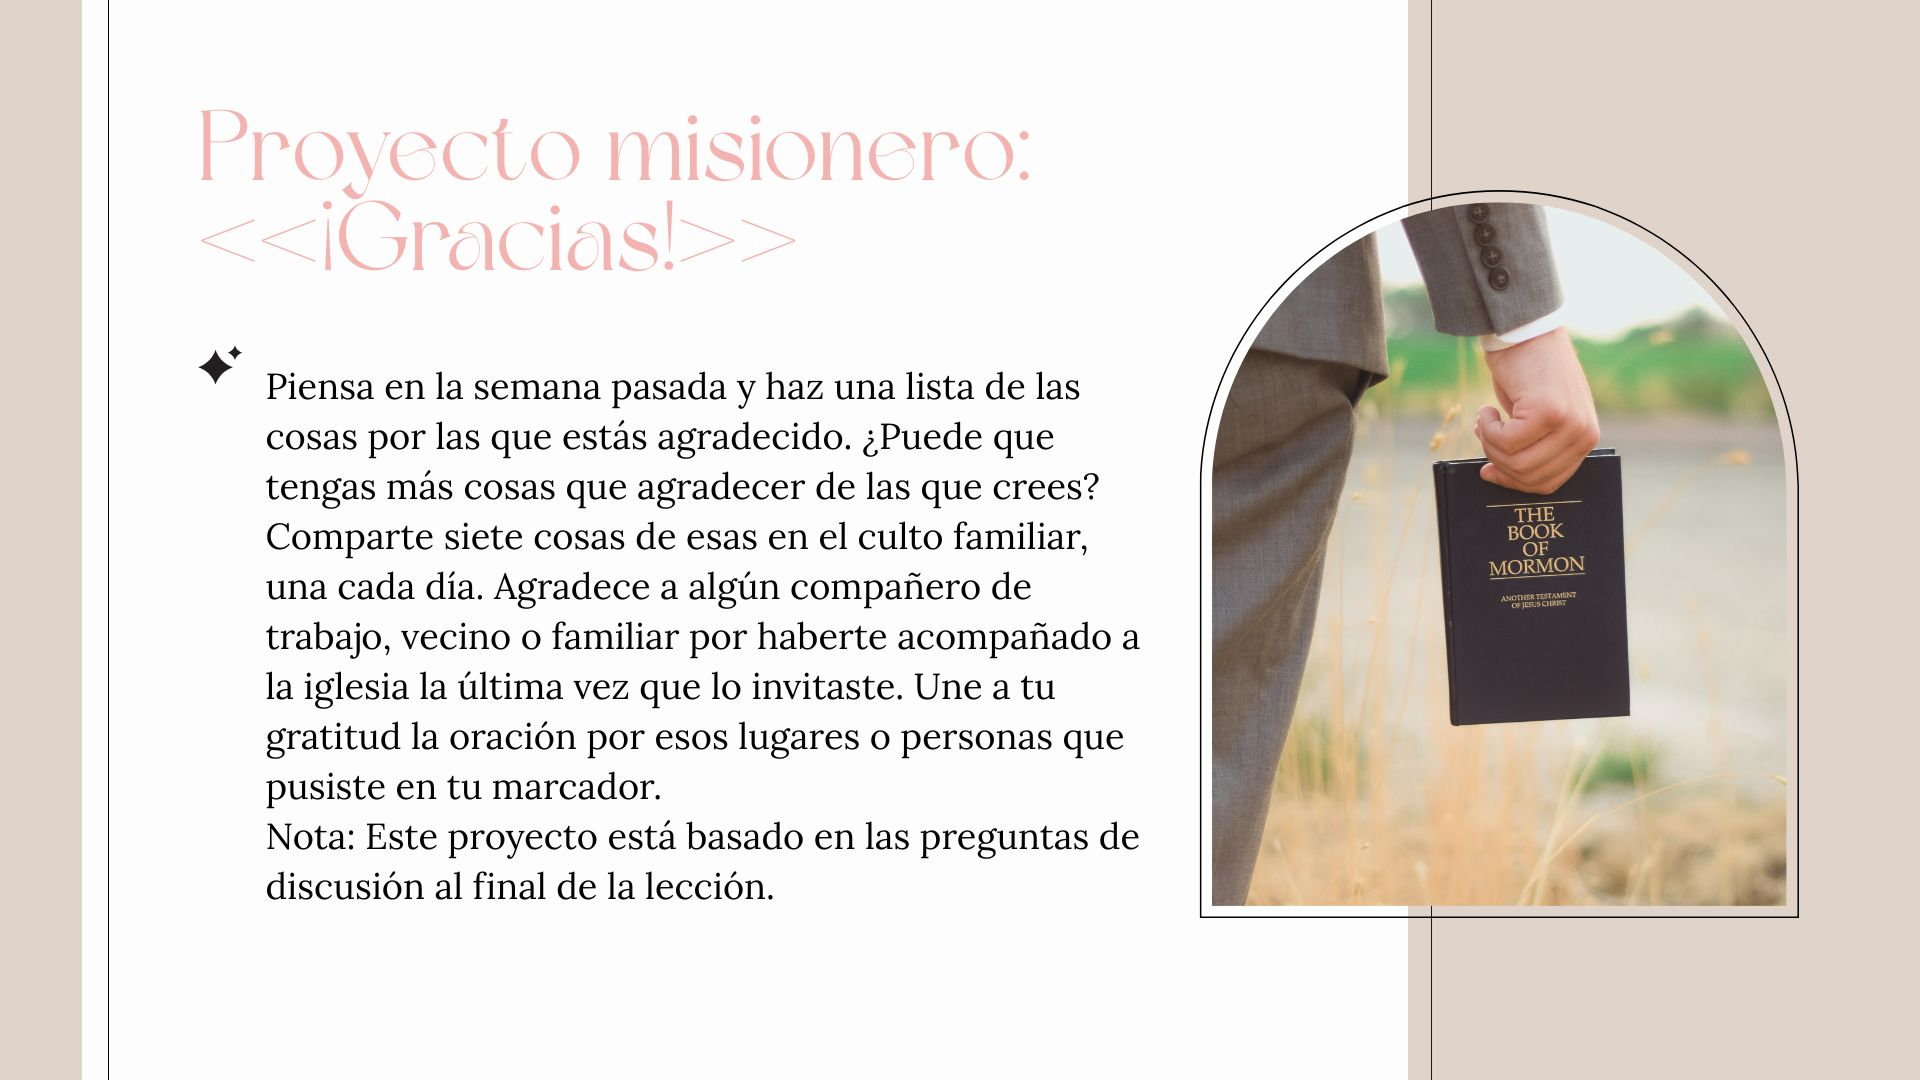 Proyecto misionero:
<<¡Gracias!>>
Piensa en la semana pasada y haz una lista de las
cosas por las que estás agradecido. ¿Puede que
tengas más cosas que agradecer de las que crees?
Comparte siete cosas de esas en el culto familiar,
una cada día. Agradece a algún compañero de
trabajo, vecino o familiar por haberte acompañado a
la iglesia la última vez que lo invitaste. Une a tu
gratitud la oración por esos lugares o personas que
pusiste en tu marcador.
Nota: Este proyecto está basado en las preguntas de
discusión al final de la lección.
THE
BOOK
OF
MORMON
ANOTHER TESTAMENT
OF JESUS CHRIST